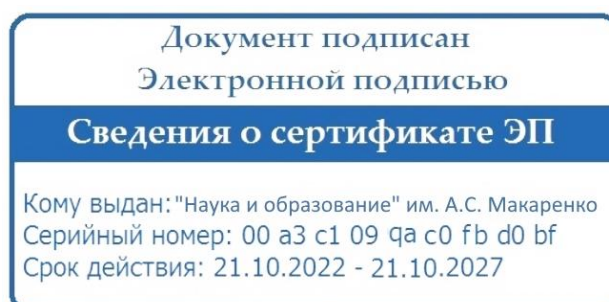 Документ подписан
Электронной подписью
Сведения о сертификате ЭП
Кому выдан: "Наука и образование" им. А.С. Макаренко
Серийный номер: 00 a3 c1 09 qa c0 fb d0 bf
Срок действия: 21.10.2022 - 21.10.2027